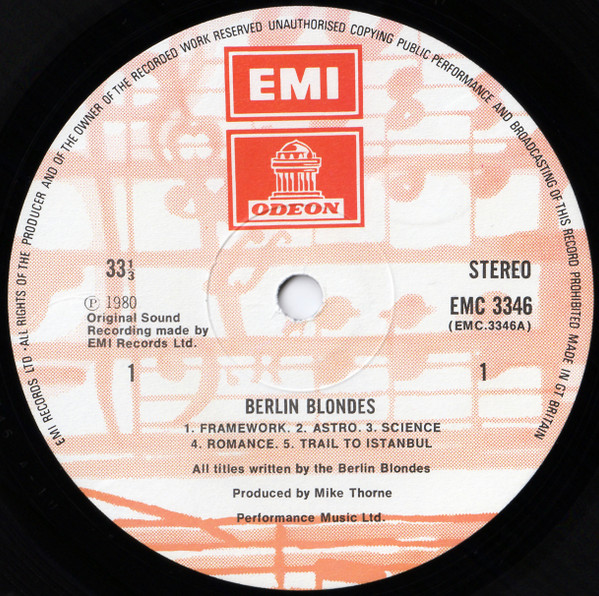 EMI RECORDS LTD · ALL RIGHTS OF THE PRODUCER AND OF THE OWNER OF THE RECORDED WORK RESERVED UNAUTHORISED COPYING PUBLIC PERFORMANCE AND BROADCASTING OF THIS RECORD PROHIBITED MADE IN GT BRITAIN
EMI
ODEON
33 1/3
STEREO
℗ 1980
Original Sound
Recording made by
EMI Records Ltd.
EMC 3346
(EMC.3346A)
1
1
BERLIN BLONDES
1. FRAMEWORK. 2. ASTRO. 3. SCIENCE
4. ROMANCE. 5. TRAIL TO ISTANBUL
All titles written by the Berlin Blondes
Produced by Mike Thorne
Performance Music Ltd.